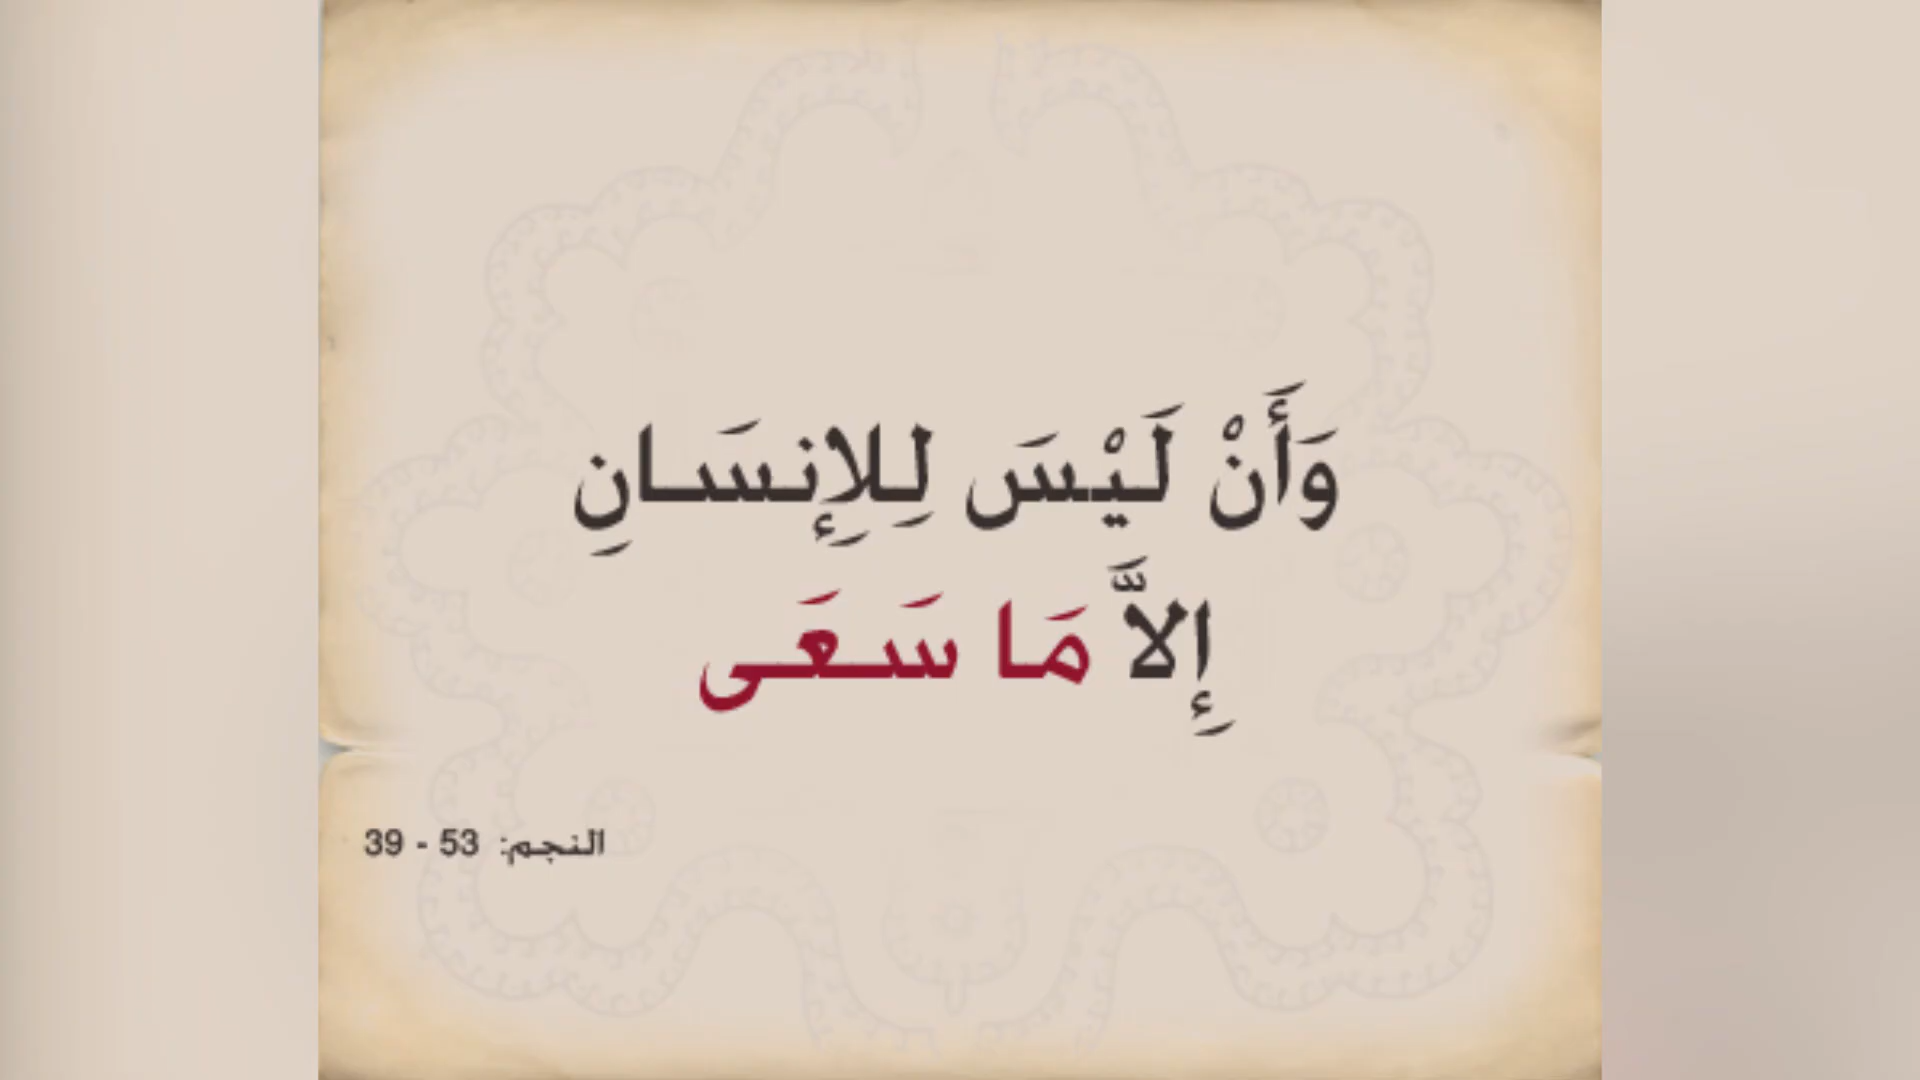 وَأَنْ لَيْسَ لِلإِنسَانِ
إِلاَّ مَا سَعَى
النجم: 53 - 39